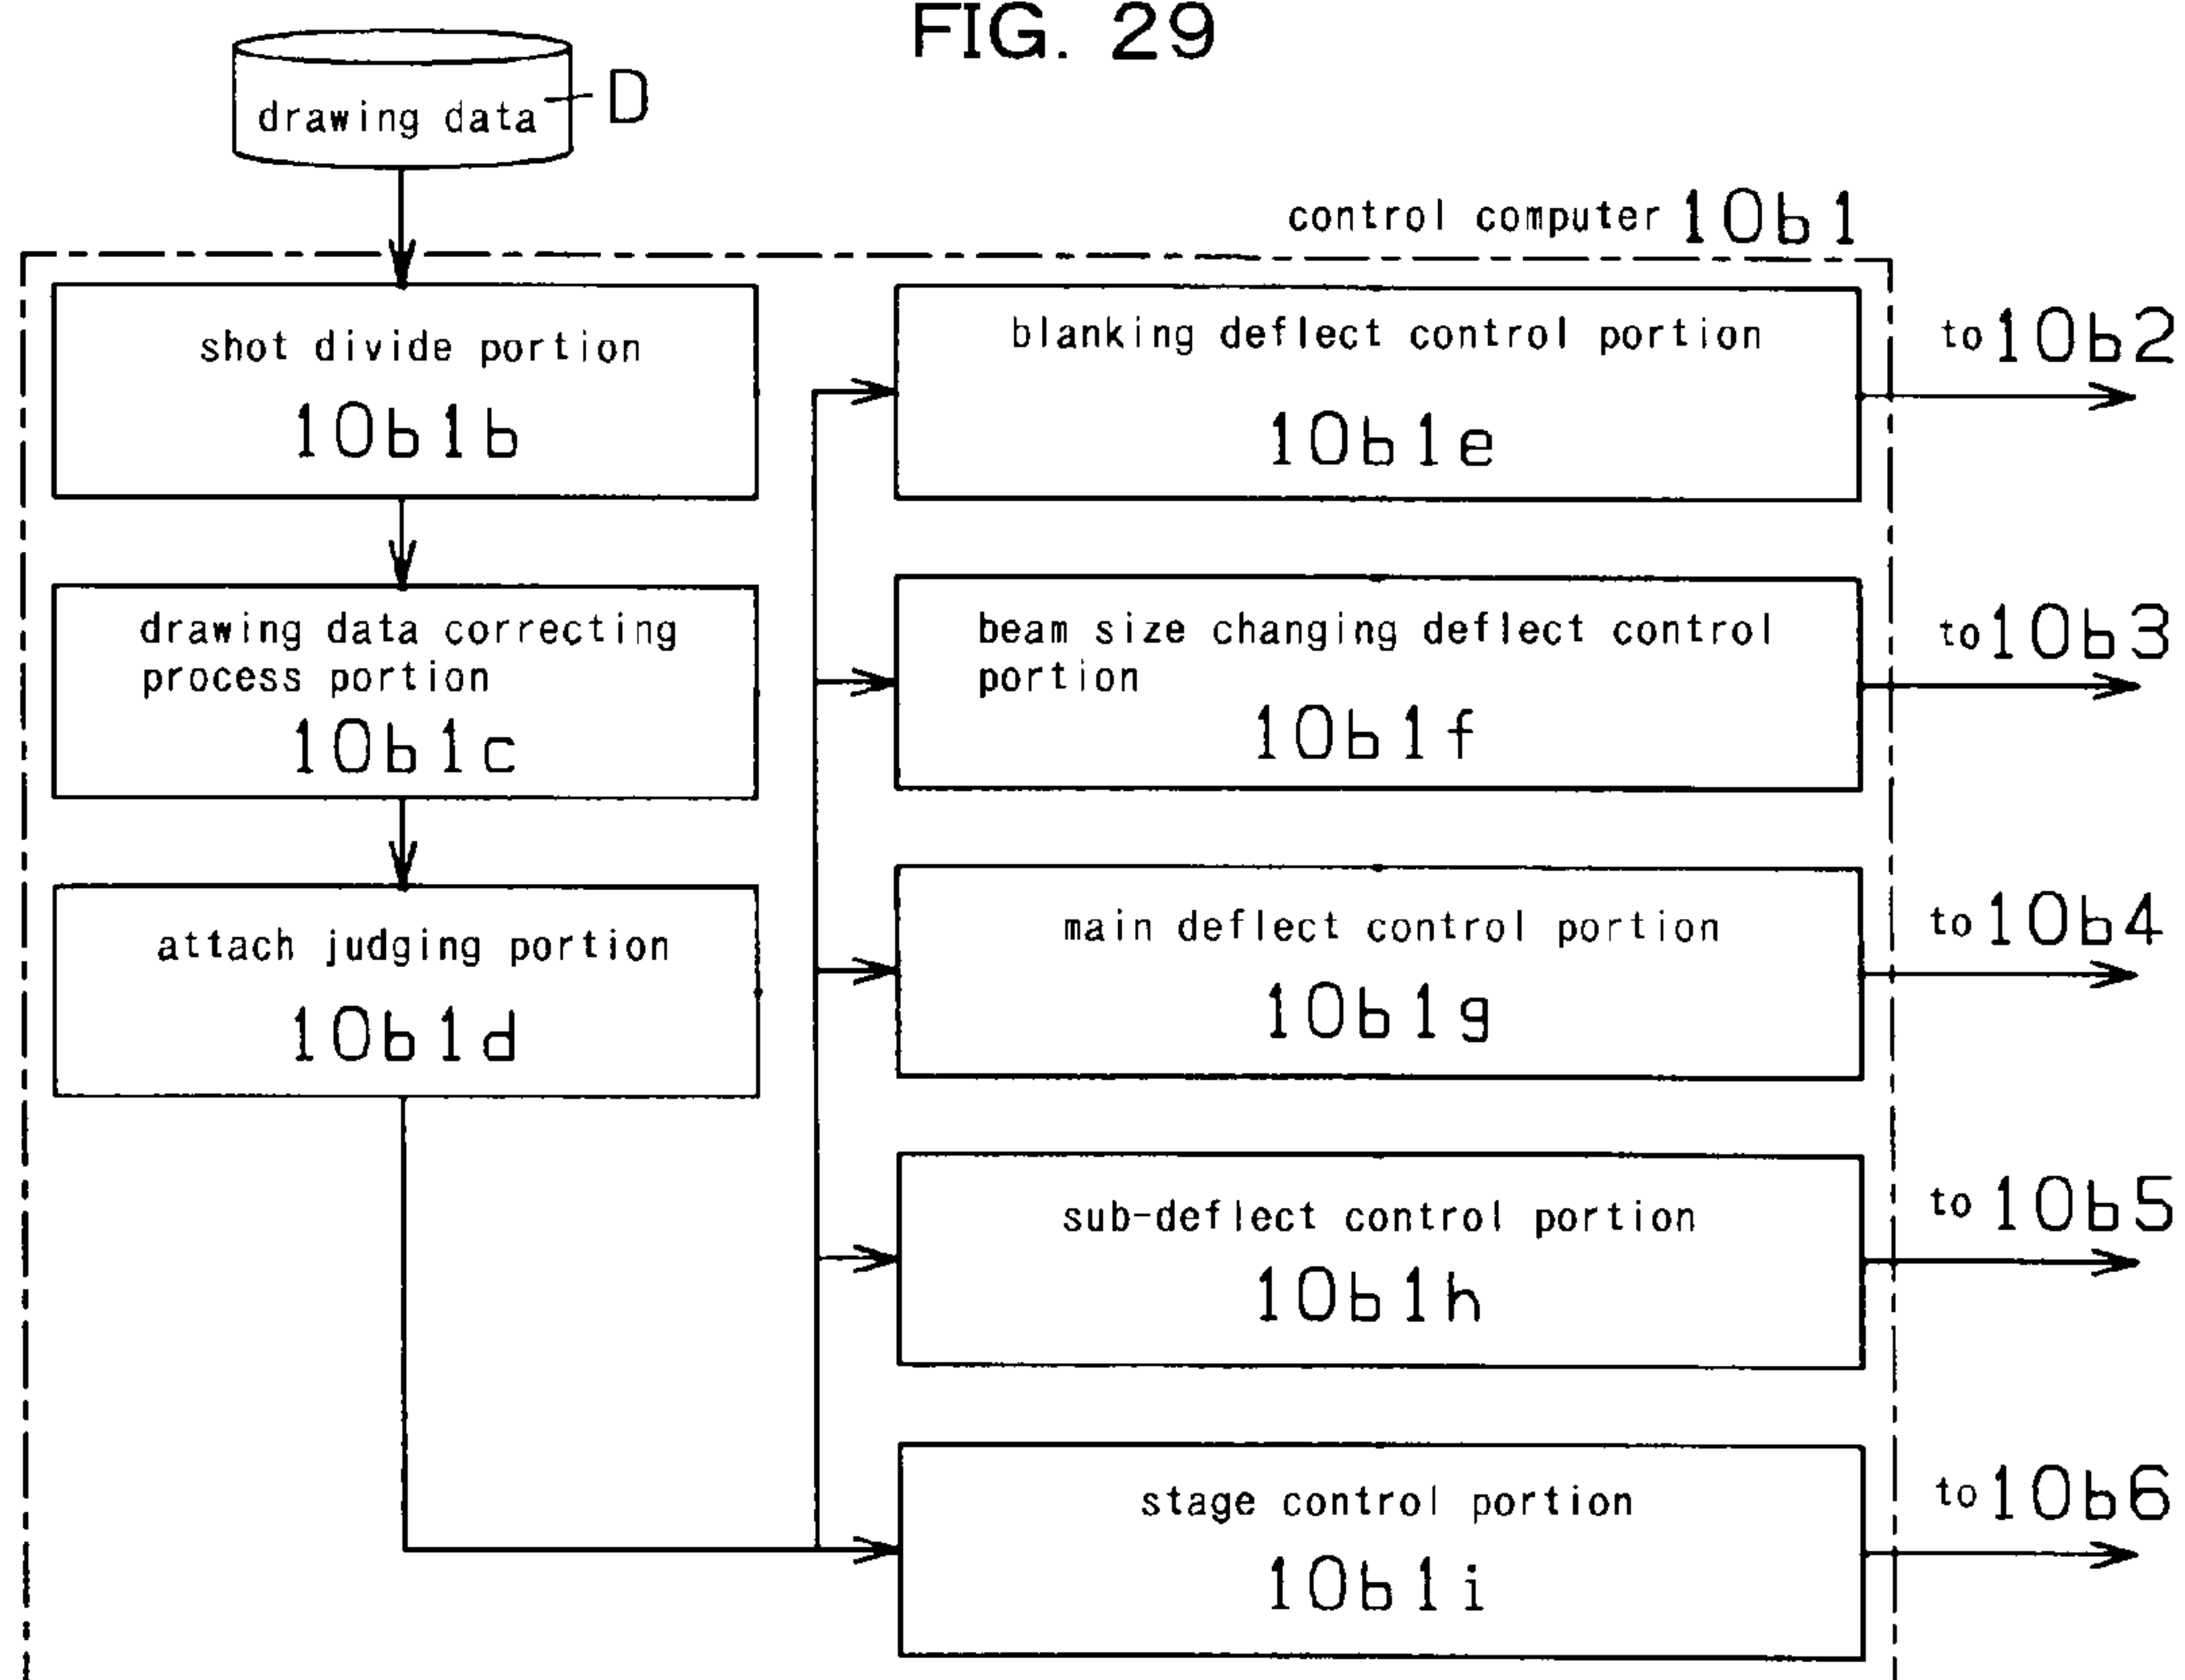 FIG. 29
drawing data
D
control computer 10b1
shot divide portion
10b1b
drawing data correcting
process portion
10b1c
attach judging portion
10b1d
blanking deflect control portion
10b1e
to 10b2
beam size changing deflect control
portion
10b1f
to 10b3
main deflect control portion
10b1g
to 10b4
sub-deflect control portion
10b1h
to 10b5
stage control portion
10b1i
to 10b6